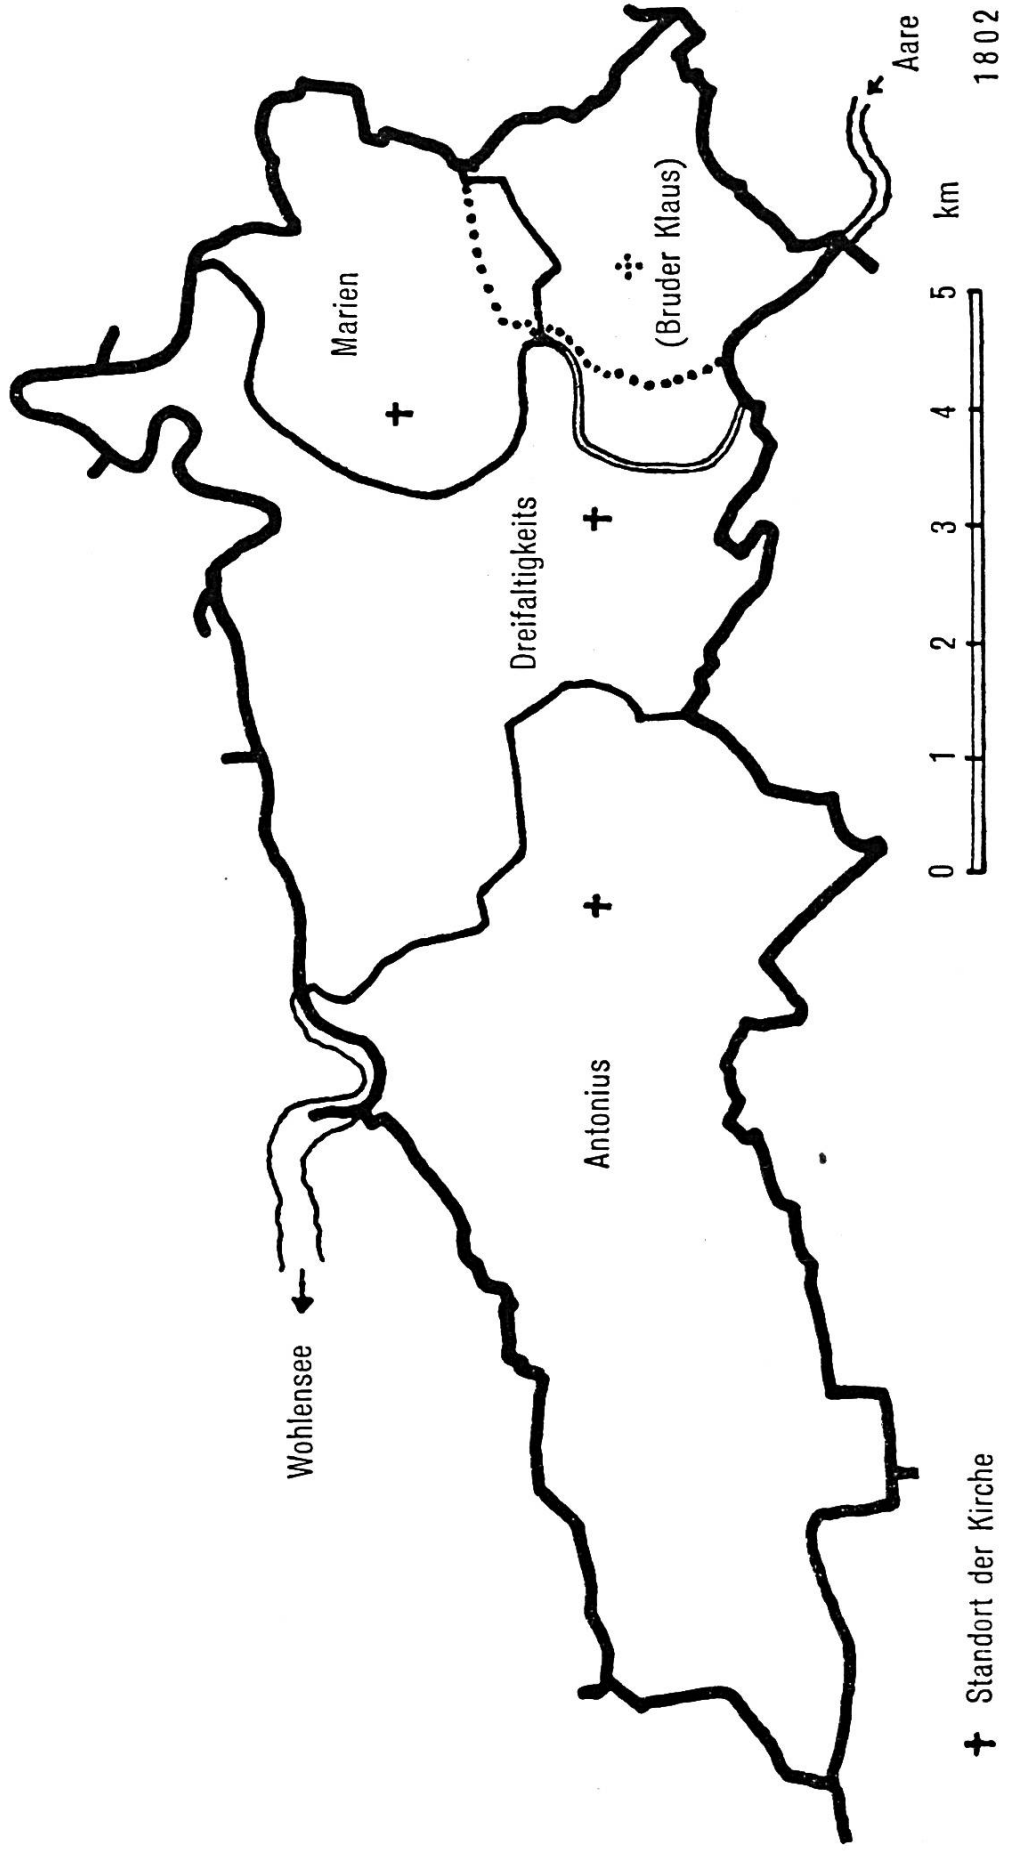 Wohlensee
Marien
Dreifaltigkeits
Antonius
(Bruder Klaus)
Aare
Standort der Kirche
0 1 2 3 4 5 km
1802